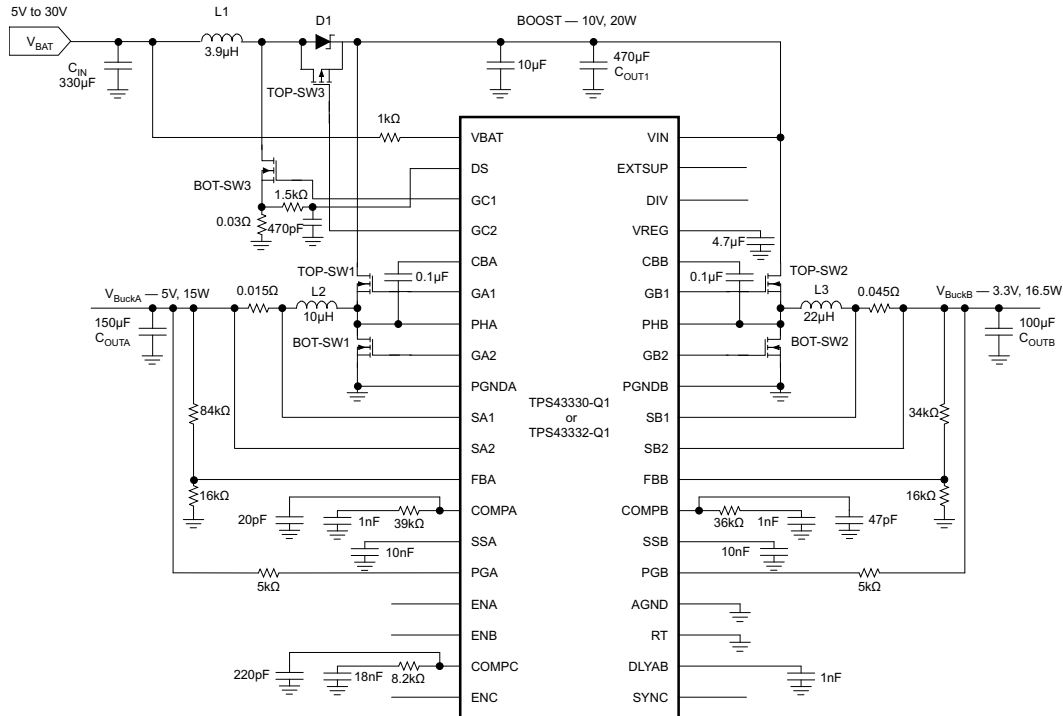 5V to 30V
V_BAT
C_IN
330µF
L1
3.9µH
D1
TOP-SW3
BOOST — 10V, 20W
10µF
470µF
C_OUT1
1kΩ
BOT-SW3
1.5kΩ
0.03Ω
470pF
TOP-SW1
0.1µF
V_BuckA — 5V, 15W
0.015Ω
L2
10µH
150µF
C_OUTA
BOT-SW1
84kΩ
16kΩ
20pF
1nF
39kΩ
10nF
5kΩ
220pF
18nF
8.2kΩ
VBAT
DS
GC1
GC2
CBA
GA1
PHA
GA2
PGNDA
SA1
SA2
FBA
COMPA
SSA
PGA
ENA
ENB
COMPC
ENC
TPS43330-Q1
or
TPS43332-Q1
VIN
EXTSUP
DIV
VREG
CBB
GB1
PHB
GB2
PGNDB
SB1
SB2
FBB
COMPB
SSB
PGB
AGND
RT
DLYAB
SYNC
4.7µF
0.1µF
TOP-SW2
L3
22µH
0.045Ω
V_BuckB — 3.3V, 16.5W
BOT-SW2
100µF
C_OUTB
34kΩ
16kΩ
36kΩ
1nF
47pF
10nF
5kΩ
1nF